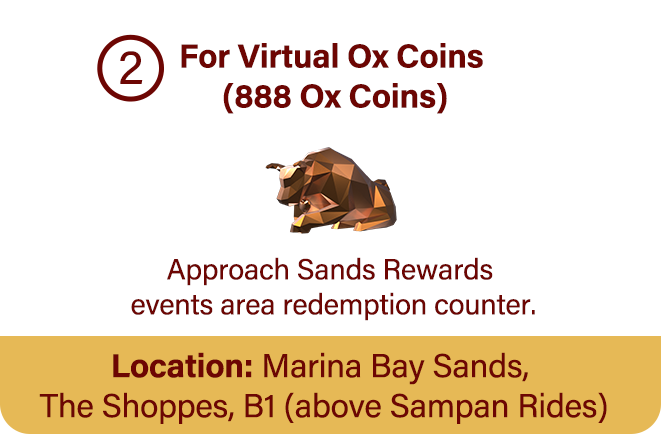 2
For Virtual Ox Coins
(888 Ox Coins)
Approach Sands Rewards
events area redemption counter.
Location: Marina Bay Sands,
The Shoppes, B1 (above Sampan Rides)